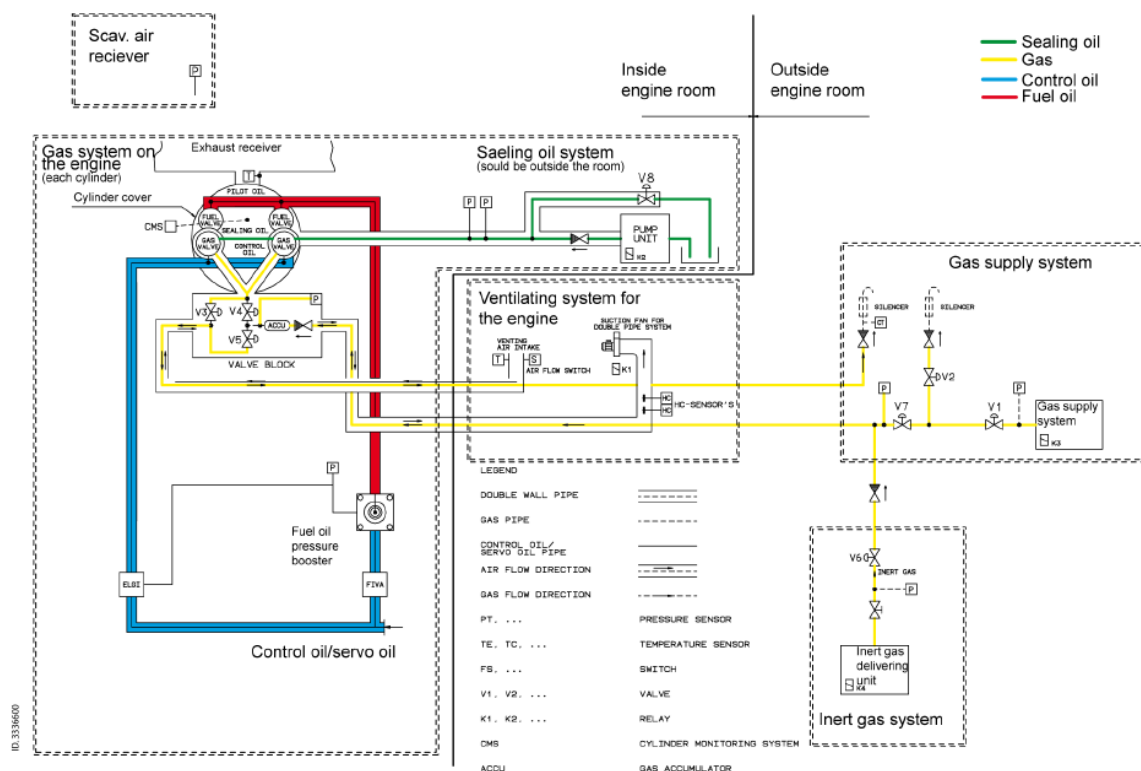 Scav. air
reciever
P
Inside
engine room
Outside
engine room
Sealing oil
Gas
Control oil
Fuel oil
Gas system on
the engine
(each cylinder)
Exhaust receiver
T
PILOT OIL
Cylinder cover
FUEL
VALVE
FUEL
VALVE
CMS
SEALING OIL
GAS
VALVE
CONTROL
OIL
GAS
VALVE
Saeling oil system
(sould be outside the room)
V8
P
P
PUMP
UNIT
K2
V3
V4
P
ACCU
V5
VALVE BLOCK
Ventilating system for
the engine
SUCTION FAN FOR
DOUBLE PIPE SYSTEM
VENTING
AIR INTAKE
T
S
AIR FLOW SWITCH
K1
HC
HC
HC-SENSOR'S
Gas supply system
SILENCER
SILENCER
CT
V2
P
P
V7
V1
Gas supply
system
K3
V6
INERT GAS
P
Inert gas
delivering
unit
K4
Inert gas system
P
Fuel oil
pressure
booster
ELGI
FIVA
Control oil/servo oil
LEGEND
DOUBLE WALL PIPE
GAS PIPE
CONTROL OIL/
SERVO OIL PIPE
AIR FLOW DIRECTION
GAS FLOW DIRECTION
PT, ... PRESSURE SENSOR
TE, TC, ... TEMPERATURE SENSOR
FS, ... SWITCH
V1, V2, ... VALVE
K1, K2, ... RELAY
CMS CYLINDER MONITORING SYSTEM
ACCU GAS ACCUMULATOR
ID.3336600